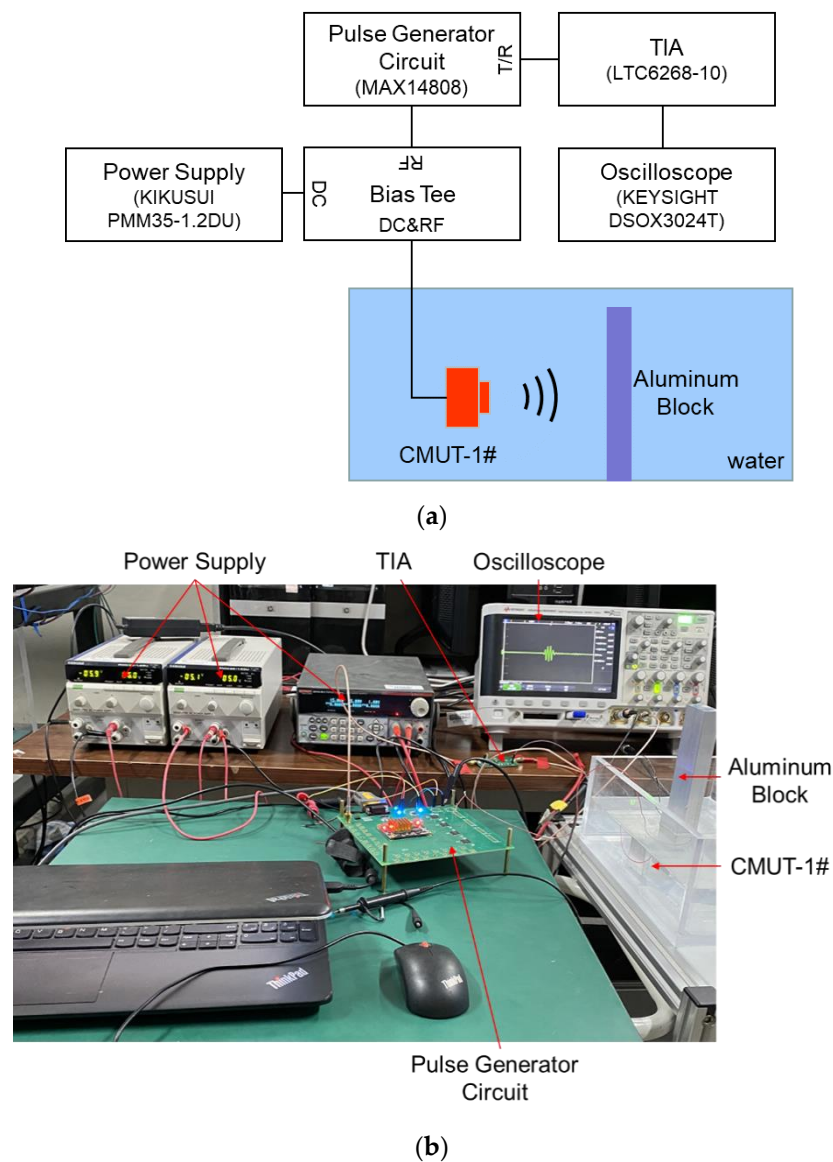 Pulse Generator
Circuit
(MAX14808)
T/R
TIA
(LTC6268-10)
Power Supply
(KIKUSUI
PMM35-1.2DU)
DC
RF
Bias Tee
DC&RF
Oscilloscope
(KEYSIGHT
DSOX3024T)
Aluminum
Block
CMUT-1#
water
(a)
Power Supply
TIA
Oscilloscope
Aluminum
Block
CMUT-1#
ThinkPad
ThinkPad
Pulse Generator
Circuit
(b)